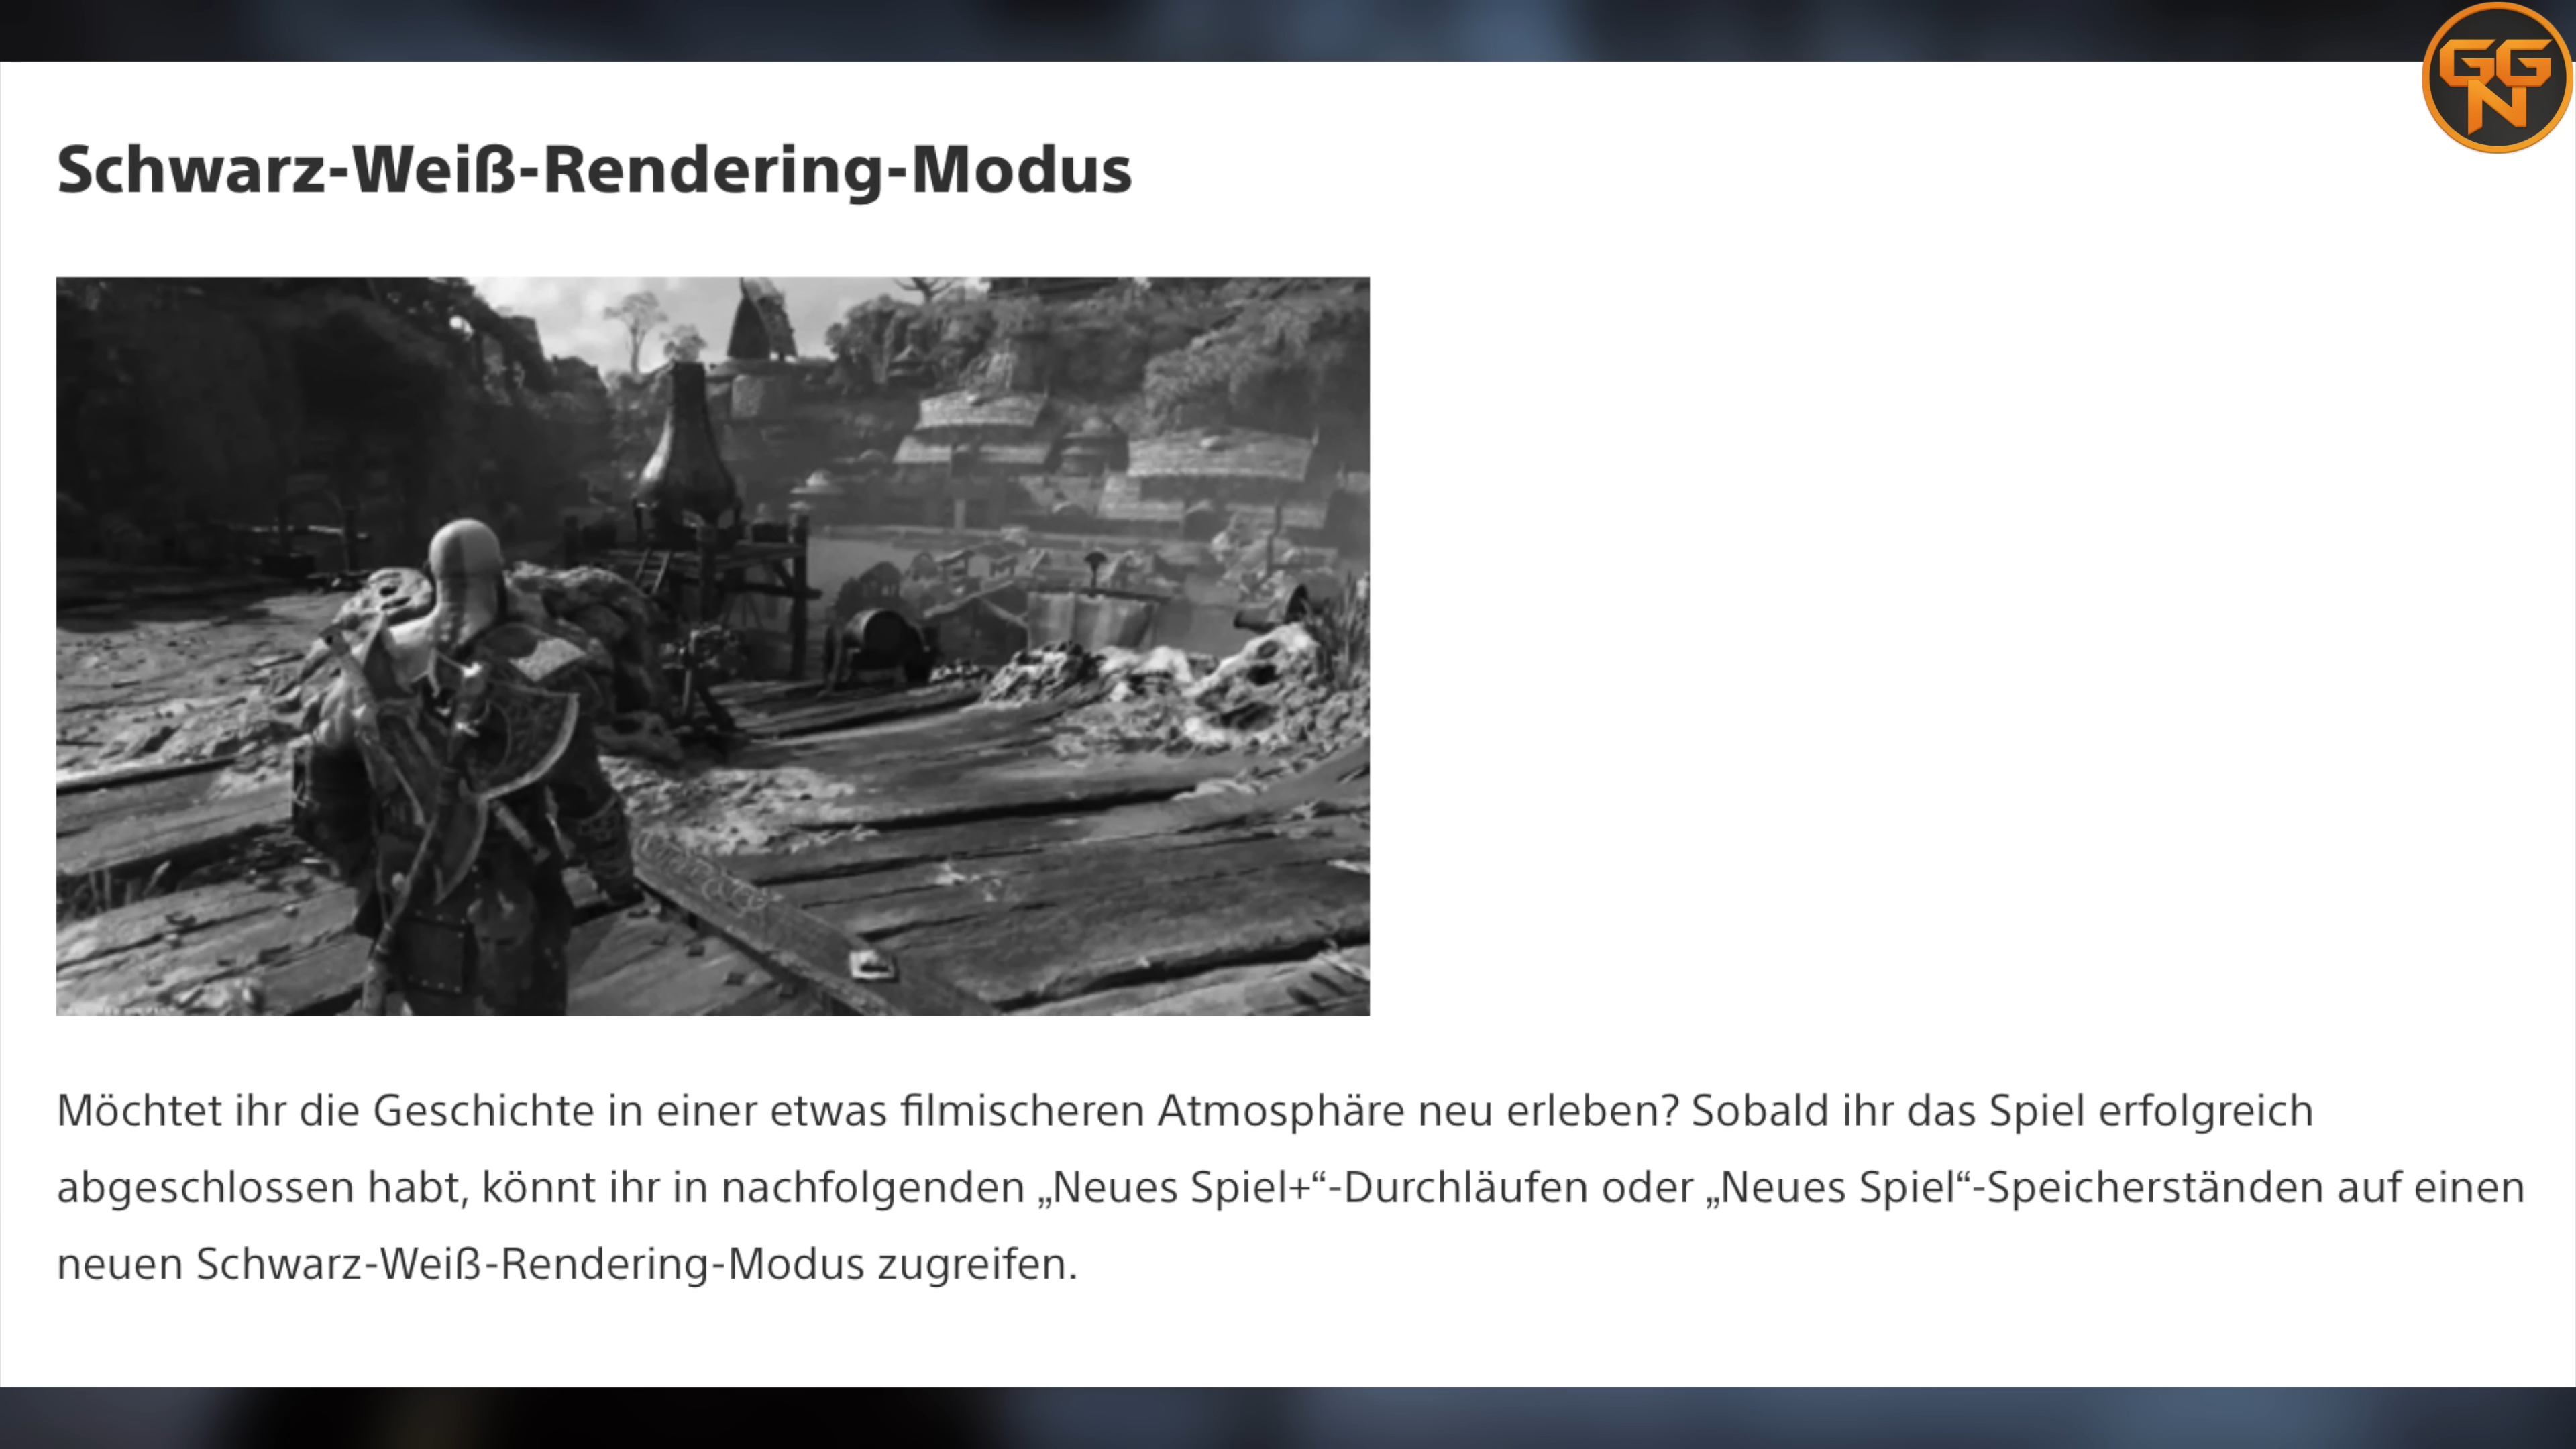 GGN
Schwarz-Weiß-Rendering-Modus
Möchtet ihr die Geschichte in einer etwas filmischeren Atmosphäre neu erleben? Sobald ihr das Spiel erfolgreich
abgeschlossen habt, könnt ihr in nachfolgenden „Neues Spiel+“-Durchläufen oder „Neues Spiel“-Speicherständen auf einen
neuen Schwarz-Weiß-Rendering-Modus zugreifen.